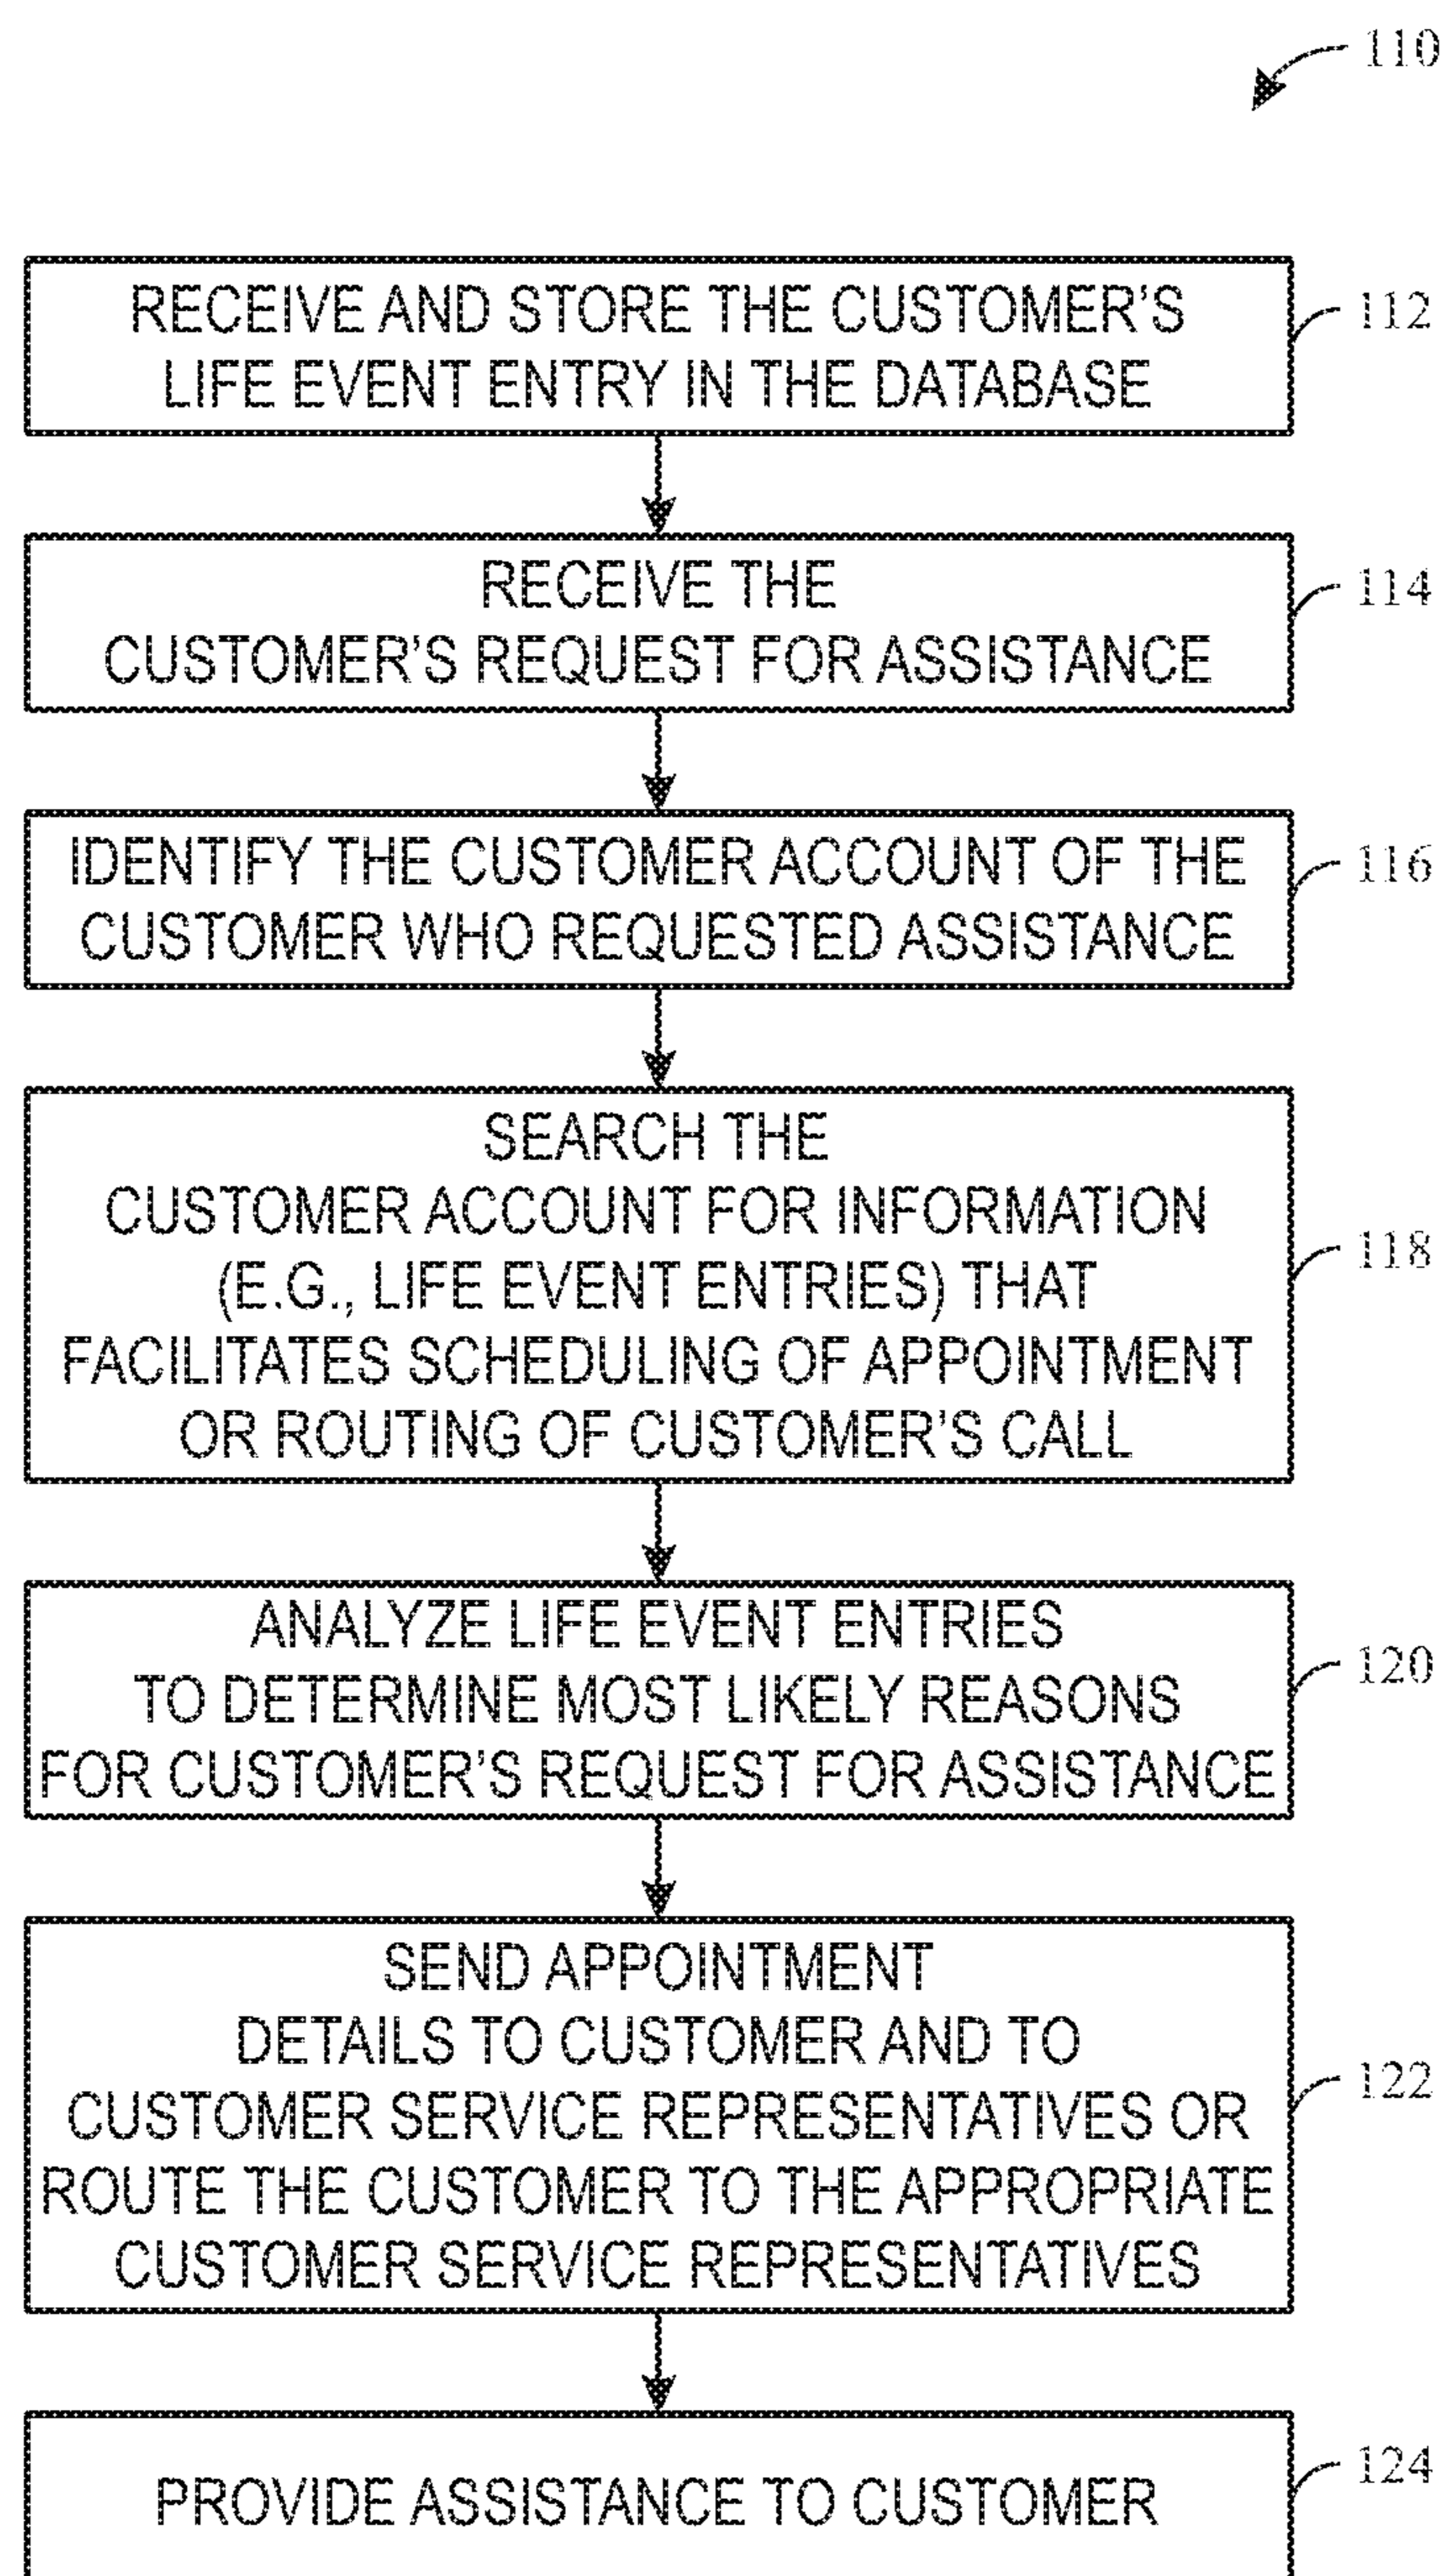 110
RECEIVE AND STORE THE CUSTOMER'S
LIFE EVENT ENTRY IN THE DATABASE
112
RECEIVE THE
CUSTOMER'S REQUEST FOR ASSISTANCE
114
IDENTIFY THE CUSTOMER ACCOUNT OF THE
CUSTOMER WHO REQUESTED ASSISTANCE
116
SEARCH THE
CUSTOMER ACCOUNT FOR INFORMATION
(E.G., LIFE EVENT ENTRIES) THAT
FACILITATES SCHEDULING OF APPOINTMENT
OR ROUTING OF CUSTOMER'S CALL
118
ANALYZE LIFE EVENT ENTRIES
TO DETERMINE MOST LIKELY REASONS
FOR CUSTOMER'S REQUEST FOR ASSISTANCE
120
SEND APPOINTMENT
DETAILS TO CUSTOMER AND TO
CUSTOMER SERVICE REPRESENTATIVES OR
ROUTE THE CUSTOMER TO THE APPROPRIATE
CUSTOMER SERVICE REPRESENTATIVES
122
PROVIDE ASSISTANCE TO CUSTOMER
124